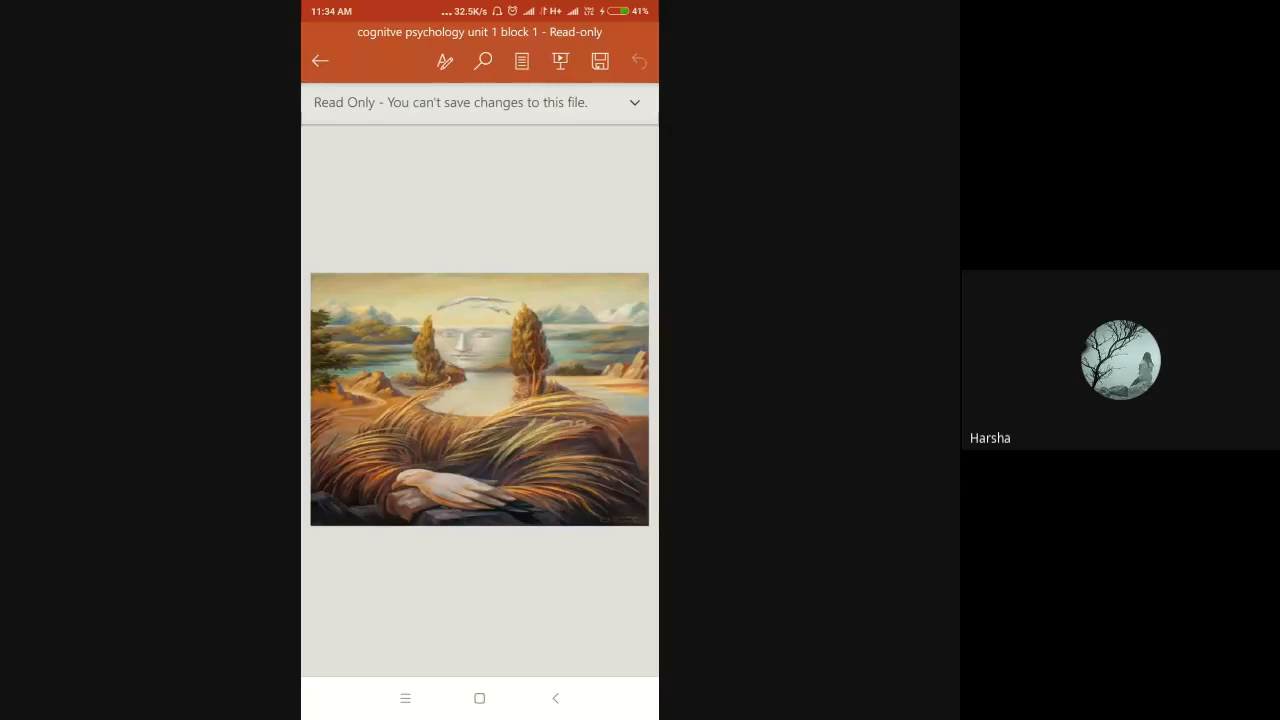 11:34 AM ... 32.5K/s H+ VoLTE 41%
cognitve psychology unit 1 block 1 - Read-only
Read Only - You can't save changes to this file.
Harsha